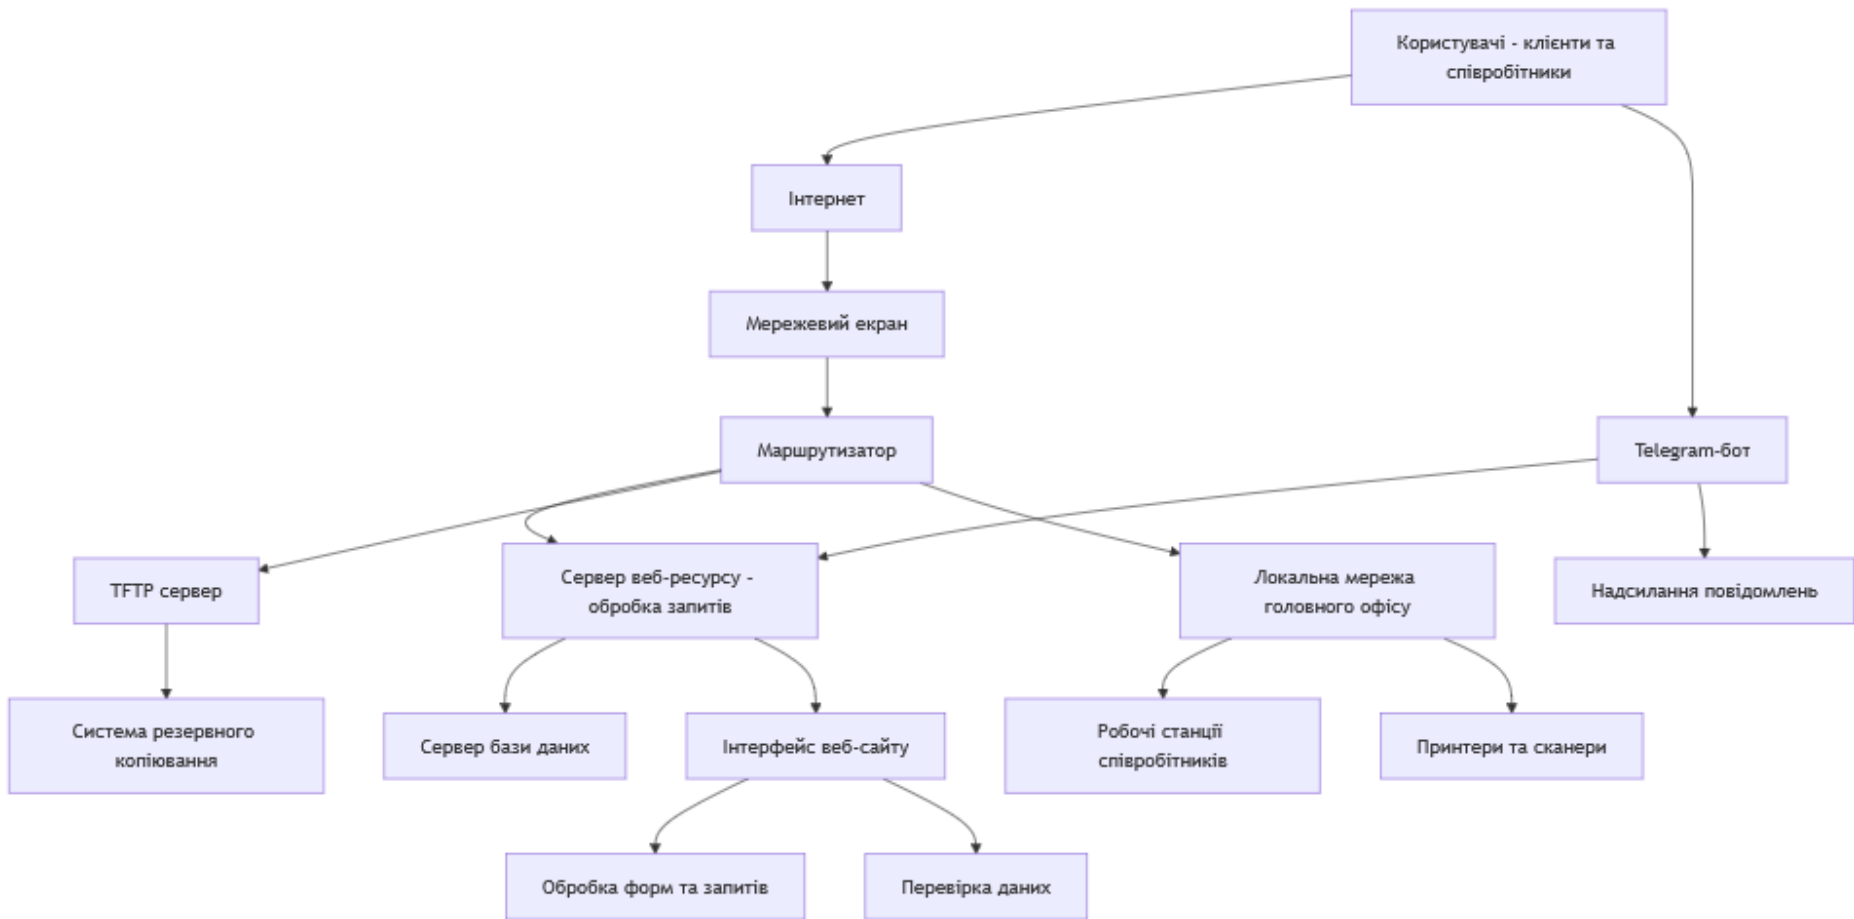 Користувачі - клієнти та
співробітники
Інтернет
Мережевий екран
Маршрутизатор
Telegram-бот
TFTP сервер
Сервер веб-ресурсу -
обробка запитів
Локальна мережа
головного офісу
Надсилання повідомлень
Система резервного
копіювання
Сервер бази даних
Інтерфейс веб-сайту
Робочі станції
співробітників
Принтери та сканери
Обробка форм та запитів
Перевірка даних